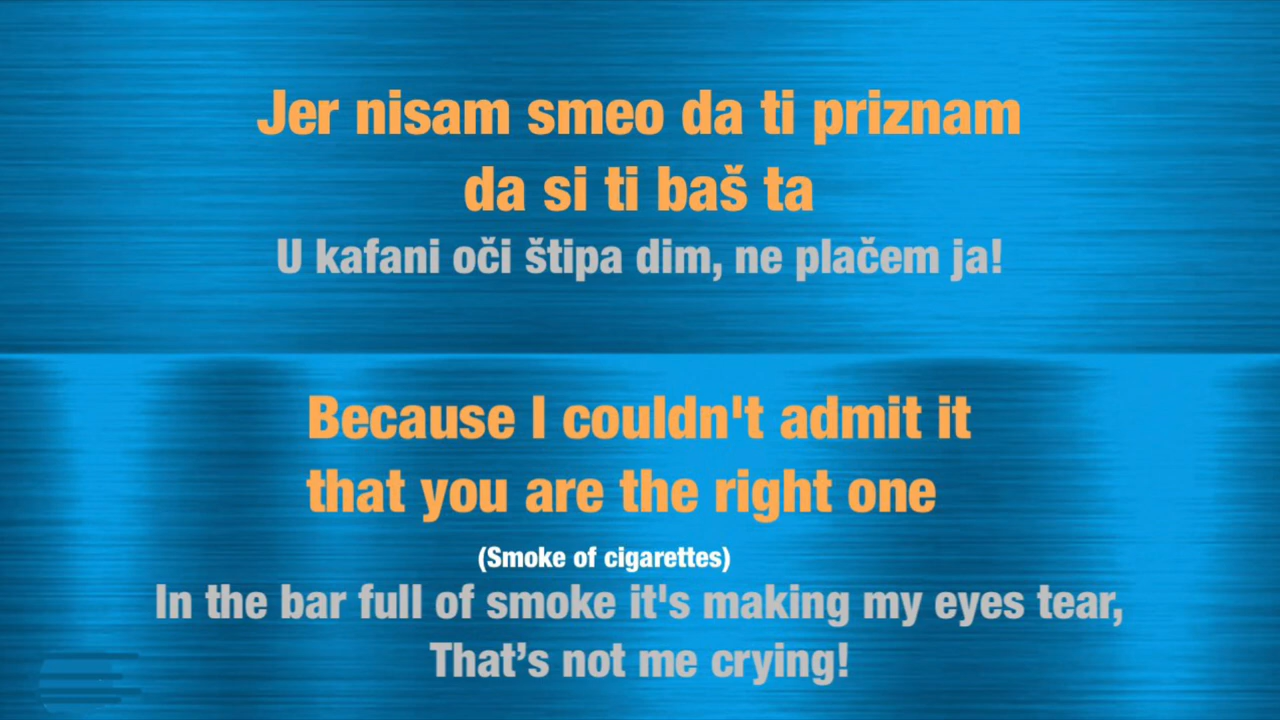 Jer nisam smeo da ti priznam
da si ti baš ta
U kafani oči štipa dim, ne plačem ja!
Because I couldn't admit it
that you are the right one
(Smoke of cigarettes)
In the bar full of smoke it's making my eyes tear,
That’s not me crying!